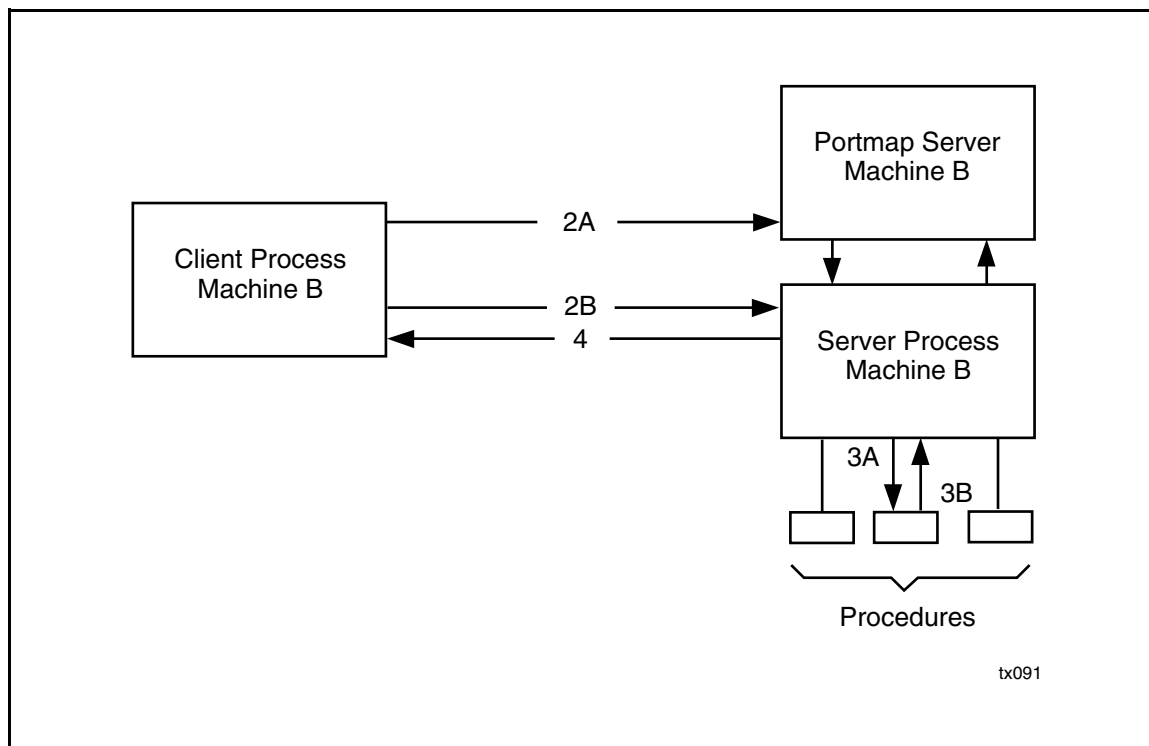 Portmap Server
Machine B
2A
Client Process
Machine B
2B
4
Server Process
Machine B
3A
3B
Procedures
tx091